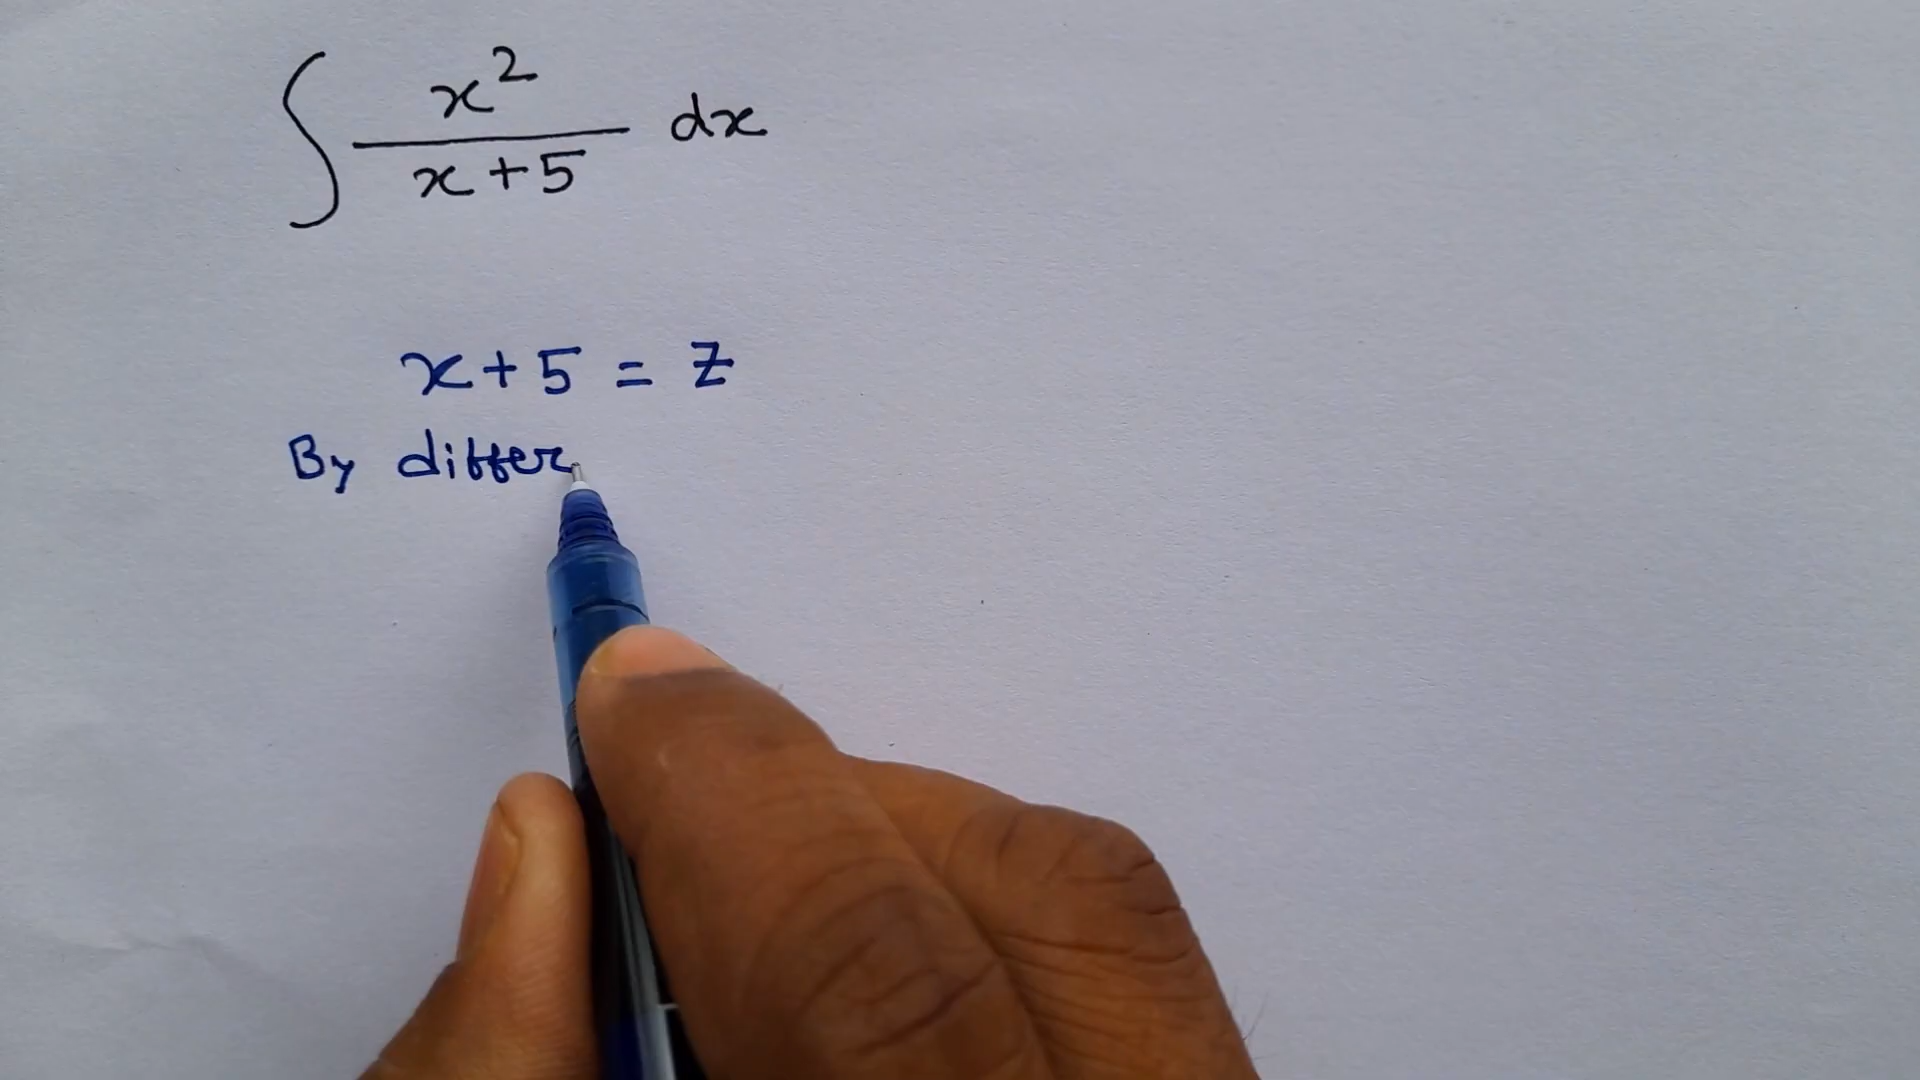 ∫ x² / x+5 dx
x+5 = z
By differ